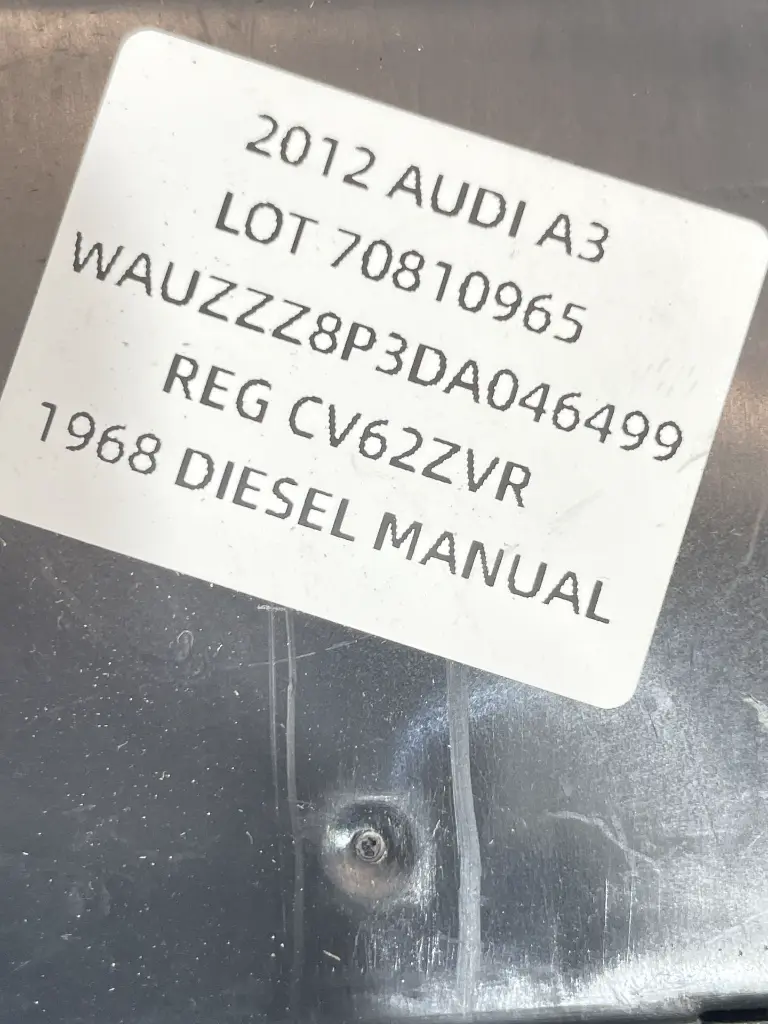 2012 AUDI A3
LOT 70810965
WAUZZZ8P3DA046499
REG CV62ZVR
1968 DIESEL MANUAL